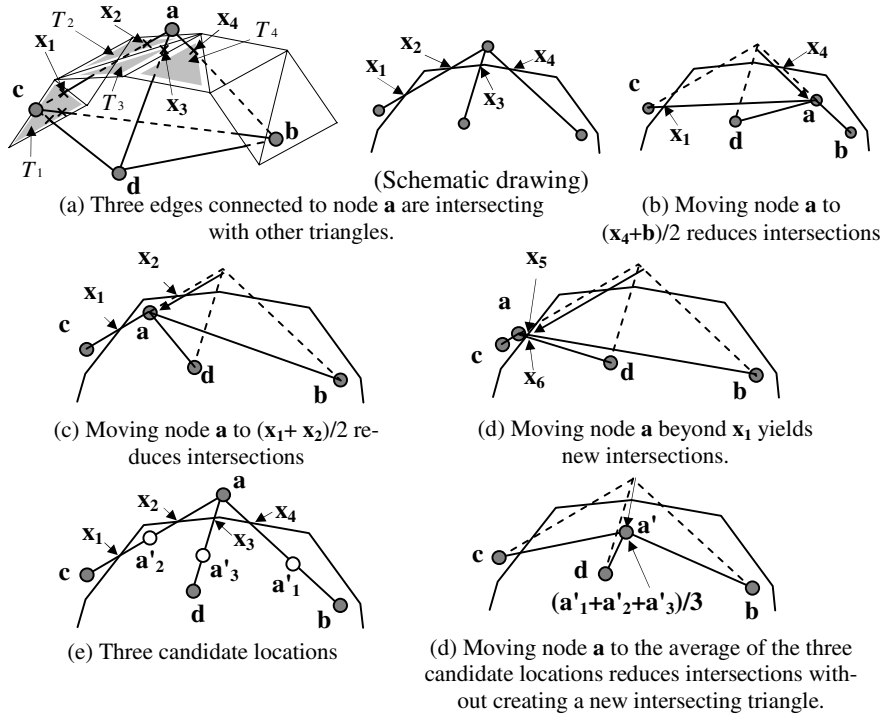 a
x2
T2
x4
T4
x1
c
T3
x3
T1
b
d
x1
x2
x4
x3
(Schematic drawing)
(a) Three edges connected to node a are intersecting
with other triangles.
x4
c
x1
d
a
b
(b) Moving node a to
(x4+b)/2 reduces intersections
x2
x1
c
a
d
b
(c) Moving node a to (x1+ x2)/2 re-
duces intersections
x5
a
c
x6
d
b
(d) Moving node a beyond x1 yields
new intersections.
a
x2
x1
x4
x3
c
a'2
a'3
a'1
d
b
(e) Three candidate locations
a'
c
d
(a'1+a'2+a'3)/3
b
(d) Moving node a to the average of the three
candidate locations reduces intersections with-
out creating a new intersecting triangle.